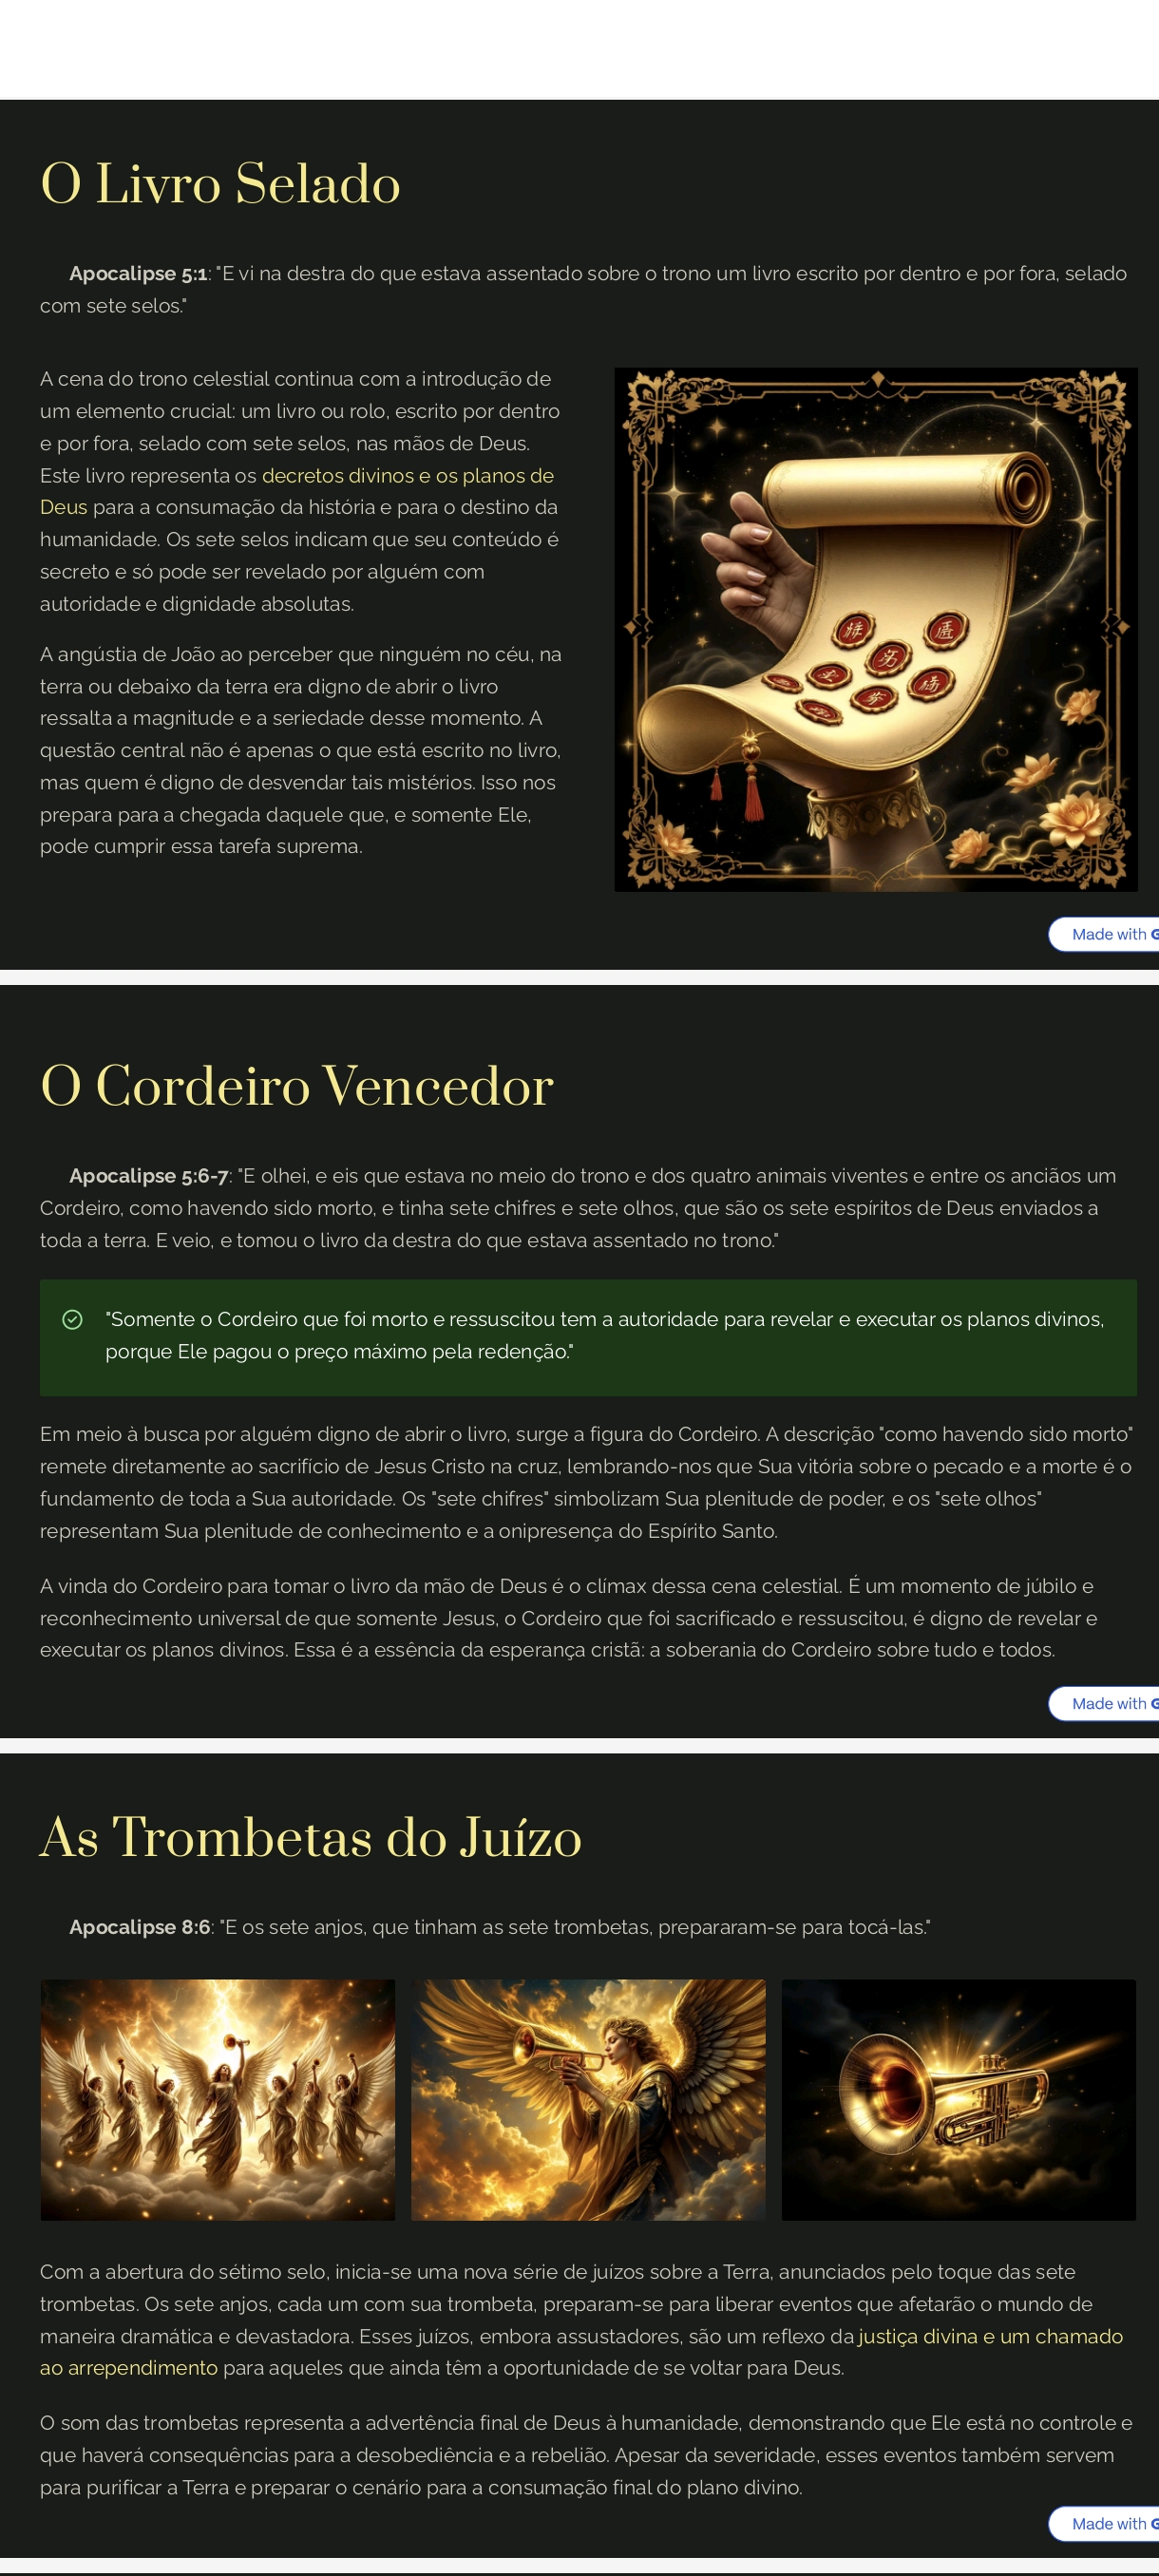 O Livro Selado
Apocalipse 5:1: "E vi na destra do que estava assentado sobre o trono um livro escrito por dentro e por fora, selado
com sete selos."
A cena do trono celestial continua com a introdução de
um elemento crucial: um livro ou rolo, escrito por dentro
e por fora, selado com sete selos, nas mãos de Deus.
Este livro representa os decretos divinos e os planos de
Deus para a consumação da história e para o destino da
humanidade. Os sete selos indicam que seu conteúdo é
secreto e só pode ser revelado por alguém com
autoridade e dignidade absolutas.
A angústia de João ao perceber que ninguém no céu, na
terra ou debaixo da terra era digno de abrir o livro
ressalta a magnitude e a seriedade desse momento. A
questão central não é apenas o que está escrito no livro,
mas quem é digno de desvendar tais mistérios. Isso nos
prepara para a chegada daquele que, e somente Ele,
pode cumprir essa tarefa suprema.
Made with G
O Cordeiro Vencedor
Apocalipse 5:6-7: "E olhei, e eis que estava no meio do trono e dos quatro animais viventes e entre os anciãos um
Cordeiro, como havendo sido morto, e tinha sete chifres e sete olhos, que são os sete espíritos de Deus enviados a
toda a terra. E veio, e tomou o livro da destra do que estava assentado no trono."
"Somente o Cordeiro que foi morto e ressuscitou tem a autoridade para revelar e executar os planos divinos,
porque Ele pagou o preço máximo pela redenção."
Em meio à busca por alguém digno de abrir o livro, surge a figura do Cordeiro. A descrição "como havendo sido morto"
remete diretamente ao sacrifício de Jesus Cristo na cruz, lembrando-nos que Sua vitória sobre o pecado e a morte é o
fundamento de toda a Sua autoridade. Os "sete chifres" simbolizam Sua plenitude de poder, e os "sete olhos"
representam Sua plenitude de conhecimento e a onipresença do Espírito Santo.
A vinda do Cordeiro para tomar o livro da mão de Deus é o clímax dessa cena celestial. É um momento de júbilo e
reconhecimento universal de que somente Jesus, o Cordeiro que foi sacrificado e ressuscitou, é digno de revelar e
executar os planos divinos. Essa é a essência da esperança cristã: a soberania do Cordeiro sobre tudo e todos.
Made with G
As Trombetas do Juízo
Apocalipse 8:6: "E os sete anjos, que tinham as sete trombetas, prepararam-se para tocá-las."
Com a abertura do sétimo selo, inicia-se uma nova série de juízos sobre a Terra, anunciados pelo toque das sete
trombetas. Os sete anjos, cada um com sua trombeta, preparam-se para liberar eventos que afetarão o mundo de
maneira dramática e devastadora. Esses juízos, embora assustadores, são um reflexo da justiça divina e um chamado
ao arrependimento para aqueles que ainda têm a oportunidade de se voltar para Deus.
O som das trombetas representa a advertência final de Deus à humanidade, demonstrando que Ele está no controle e
que haverá consequências para a desobediência e a rebelião. Apesar da severidade, esses eventos também servem
para purificar a Terra e preparar o cenário para a consumação final do plano divino.
Made with G